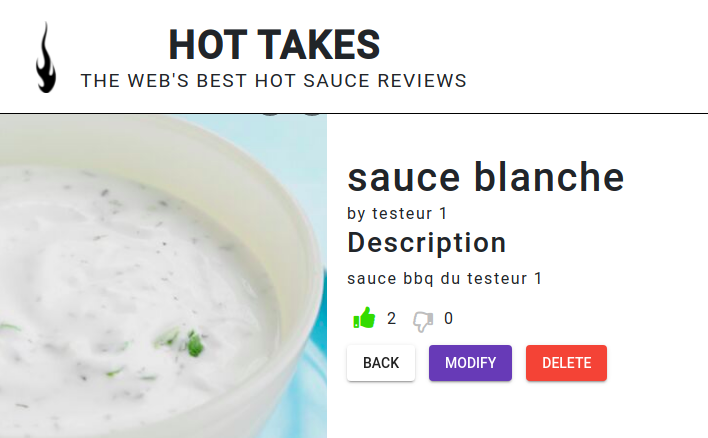 HOT TAKES
THE WEB'S BEST HOT SAUCE REVIEWS
sauce blanche
by testeur 1
Description
sauce bbq du testeur 1
2 0
BACK MODIFY DELETE